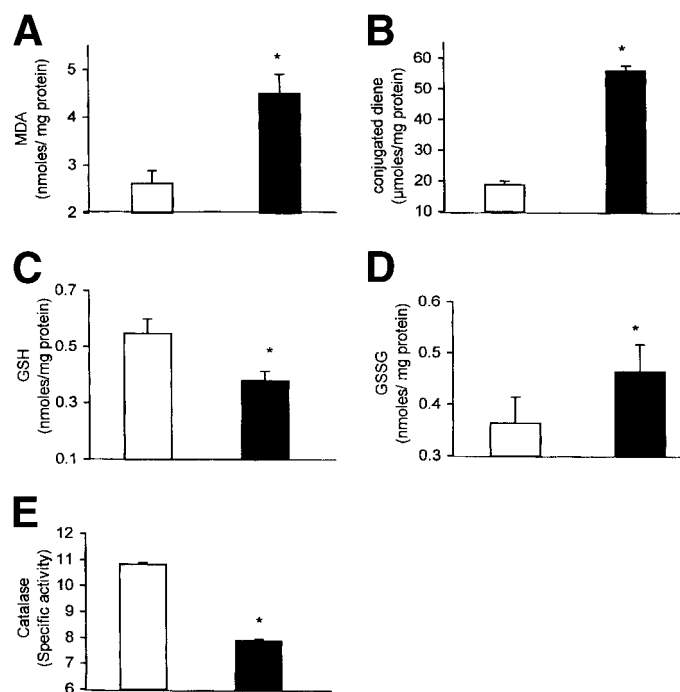 A
MDA
(nmoles/ mg protein)
5
4
3
2
*
B
conjugated diene
(µmoles/mg protein)
60
50
40
30
20
10
*
C
GSH
(nmoles/mg protein)
0.7
0.5
0.3
0.1
*
D
GSSG
(nmoles/ mg protein)
0.6
0.5
0.4
0.3
*
E
Catalase
(Specific activity)
12
11
10
9
8
7
6
*